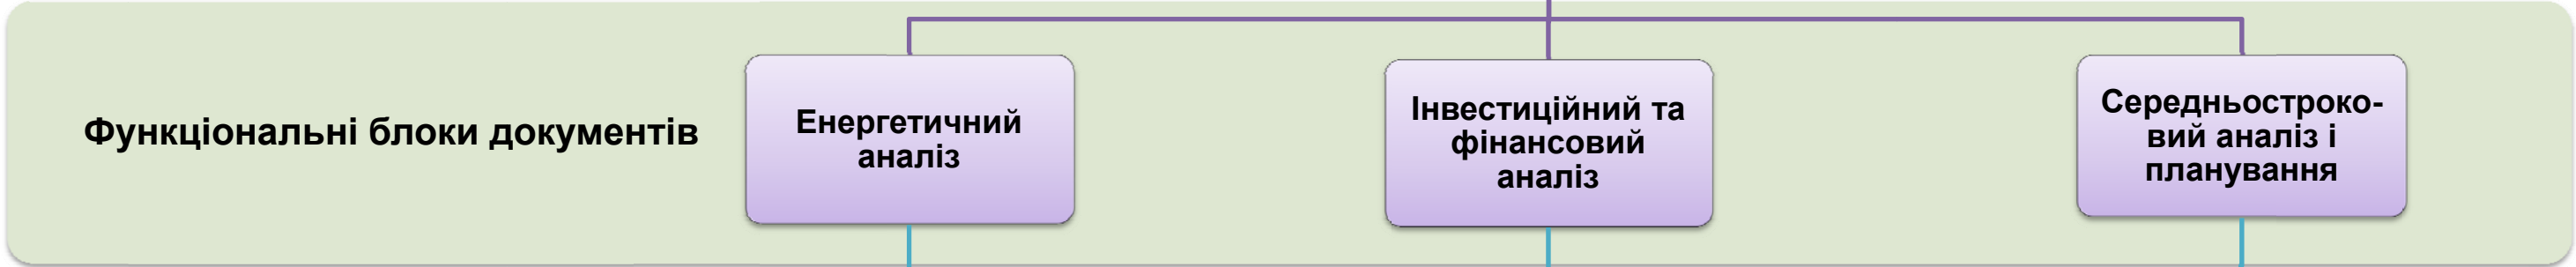 Функціональні блоки документів
Енергетичний
аналіз
Інвестиційний та
фінансовий
аналіз
Середньостроко-
вий аналіз і
планування